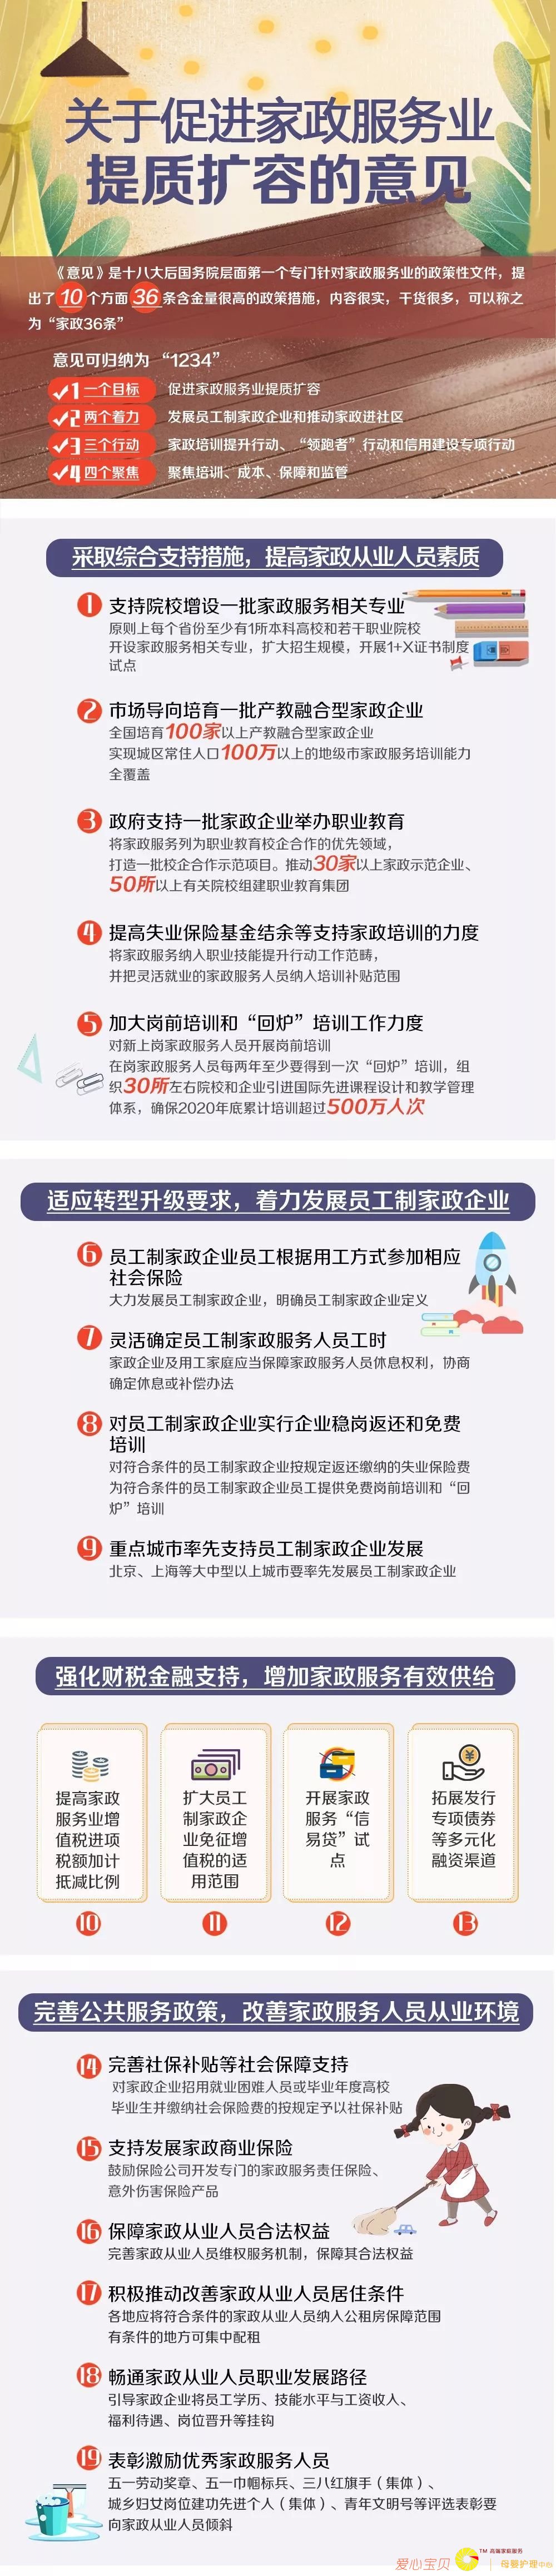 关于促进家政服务业
提质扩容的意见
《意见》是十八大后国务院层面第一个专门针对家政服务业的政策性文件，提
出了10个方面36条含金量很高的政策措施，内容很实，干货很多，可以称之
为“家政36条”
意见可归纳为“1234”
1 一个目标 促进家政服务业提质扩容
2 两个着力 发展员工制家政企业和推动家政进社区
3 三个行动 家政培训提升行动、“领跑者”行动和信用建设专项行动
4 四个聚焦 聚焦培训、成本、保障和监管
采取综合支持措施，提高家政从业人员素质
1 支持院校增设一批家政服务相关专业
原则上每个省份至少有1所本科高校和若干职业院校
开设家政服务相关专业，扩大招生规模，开展1+X证书制度
试点
2 市场导向培育一批产教融合型家政企业
全国培育100家以上产教融合型家政企业
实现城区常住人口100万以上的地级市家政服务培训能力
全覆盖
3 政府支持一批家政企业举办职业教育
将家政服务列为职业教育校企合作的优先领域，
打造一批校企合作示范项目。推动30家以上家政示范企业、
50所以上有关院校组建职业教育集团
4 提高失业保险基金结余等支持家政培训的力度
将家政服务纳入职业技能提升行动工作范畴，
并把灵活就业的家政服务人员纳入培训补贴范围
5 加大岗前培训和“回炉”培训工作力度
对新上岗家政服务人员开展岗前培训
在岗家政服务人员每两年至少要得到一次“回炉”培训，组
织30所左右院校和企业引进国际先进课程设计和教学管理
体系，确保2020年底累计培训超过500万人次
适应转型升级要求，着力发展员工制家政企业
6 员工制家政企业员工根据用工方式参加相应
社会保险
大力发展员工制家政企业，明确员工制家政企业定义
7 灵活确定员工制家政服务人员工时
家政企业及用工家庭应当保障家政服务人员休息权利，协商
确定休息或补偿办法
8 对员工制家政企业实行企业稳岗返还和免费
培训
对符合条件的员工制家政企业按规定返还缴纳的失业保险费
为符合条件的员工制家政企业员工提供免费岗前培训和“回
炉”培训
9 重点城市率先支持员工制家政企业发展
北京、上海等大中型以上城市要率先发展员工制家政企业
强化财税金融支持，增加家政服务有效供给
提高家政
服务业增
值税进项
税额加计
抵减比例
10
扩大员工
制家政企
业免征增
值税的适
用范围
11
开展家政
服务“信
易贷”试
点
12
拓展发行
专项债券
等多元化
融资渠道
13
完善公共服务政策，改善家政服务人员从业环境
14 完善社保补贴等社会保障支持
对家政企业招用就业困难人员或毕业年度高校
毕业生并缴纳社会保险费的按规定予以社保补贴
15 支持发展家政商业保险
鼓励保险公司开发专门的家政服务责任保险、
意外伤害保险产品
16 保障家政从业人员合法权益
完善家政从业人员维权服务机制，保障其合法权益
17 积极推动改善家政从业人员居住条件
各地应将符合条件的家政从业人员纳入公租房保障范围
有条件的地方可集中配租
18 畅通家政从业人员职业发展路径
引导家政企业将员工学历、技能水平与工资收入、
福利待遇、岗位晋升等挂钩
19 表彰激励优秀家政服务人员
五一劳动奖章、五一巾帼标兵、三八红旗手（集体）、
城乡妇女岗位建功先进个人（集体）、青年文明号等评选表彰要
向家政从业人员倾斜
爱心宝贝 TM 高端家政服务
母婴护理中心